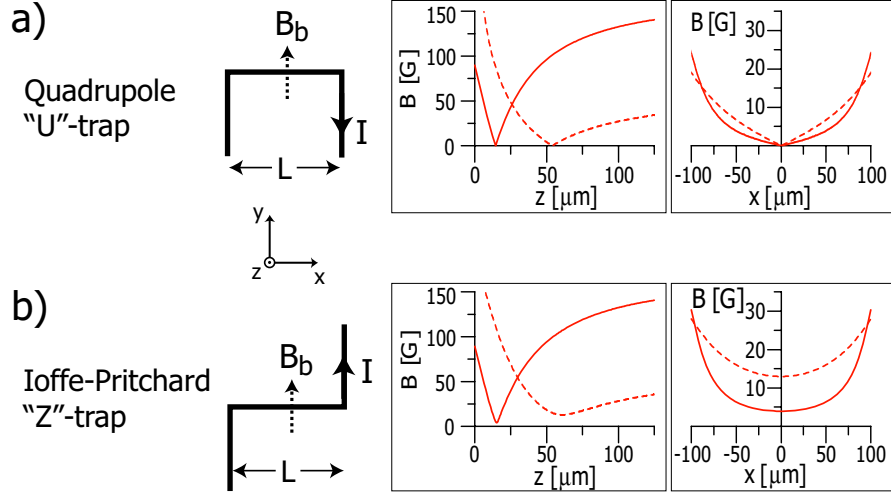 a)
Quadrupole
“U”-trap
B_b
I
L
B [G]
150
100
50
0
0
50
100
z [µm]
B [G]
30
20
10
0
-100
-50
0
50
100
x [µm]
y
z
x
b)
Ioffe-Pritchard
“Z”-trap
B_b
I
L
B [G]
150
100
50
0
0
50
100
z [µm]
B [G]
30
20
10
-100
-50
0
50
100
x [µm]